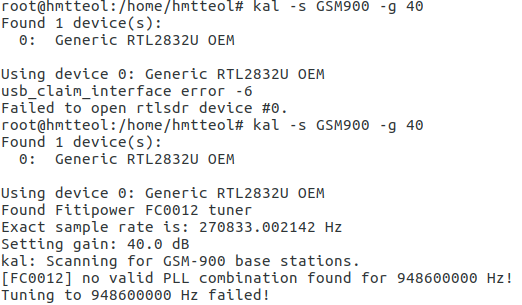 root@hmtteol:/home/hmtteol# kal -s GSM900 -g 40
Found 1 device(s):
  0:  Generic RTL2832U OEM

Using device 0: Generic RTL2832U OEM
usb_claim_interface error -6
Failed to open rtlsdr device #0.
root@hmtteol:/home/hmtteol# kal -s GSM900 -g 40
Found 1 device(s):
  0:  Generic RTL2832U OEM

Using device 0: Generic RTL2832U OEM
Found Fitipower FC0012 tuner
Exact sample rate is: 270833.002142 Hz
Setting gain: 40.0 dB
kal: Scanning for GSM-900 base stations.
[FC0012] no valid PLL combination found for 948600000 Hz!
Tuning to 948600000 Hz failed!